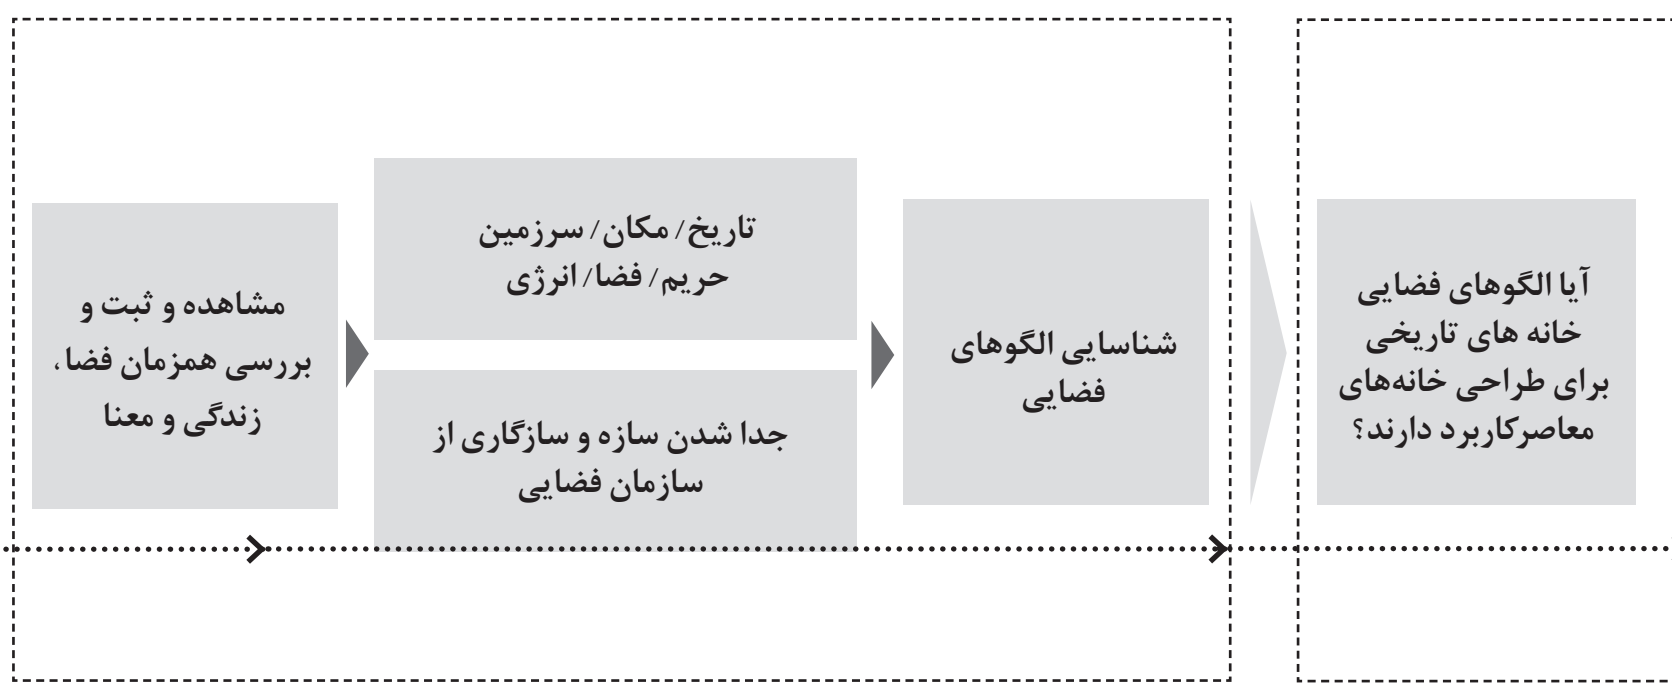 مشاهده و ثبت و
بررسی همزمان فضا،
زندگی و معنا
تاریخ/ مکان/ سرزمین
حریم/ فضا/ انرژی
جدا شدن سازه و سازگاری از
سازمان فضایی
شناسایی الگوهای
فضایی
آیا الگوهای فضایی
خانه های تاریخی
برای طراحی خانه‌های
معاصرکاربرد دارند؟